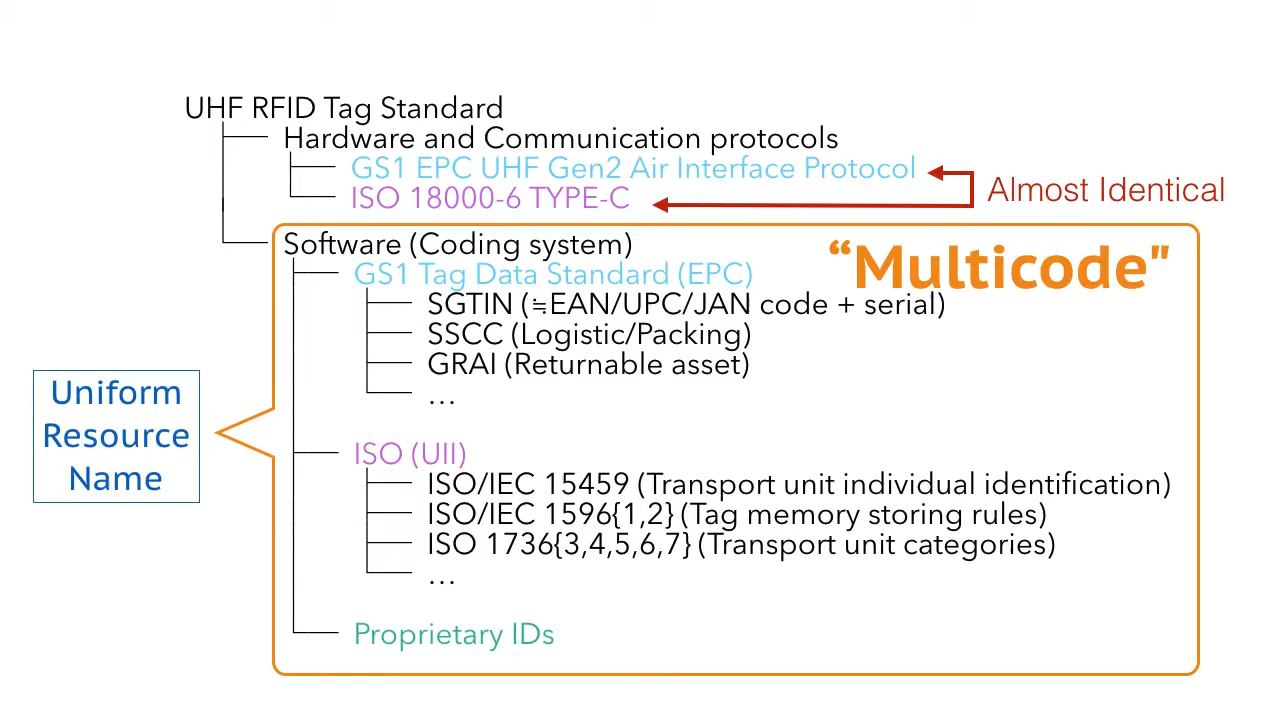 UHF RFID Tag Standard
Hardware and Communication protocols
GS1 EPC UHF Gen2 Air Interface Protocol
ISO 18000-6 TYPE-C
Almost Identical
Software (Coding system)
“Multicode"
GS1 Tag Data Standard (EPC)
SGTIN (≒EAN/UPC/JAN code + serial)
SSCC (Logistic/Packing)
GRAI (Returnable asset)
…
Uniform
Resource
Name
ISO (UII)
ISO/IEC 15459 (Transport unit individual identification)
ISO/IEC 1596{1,2} (Tag memory storing rules)
ISO 1736{3,4,5,6,7} (Transport unit categories)
…
Proprietary IDs